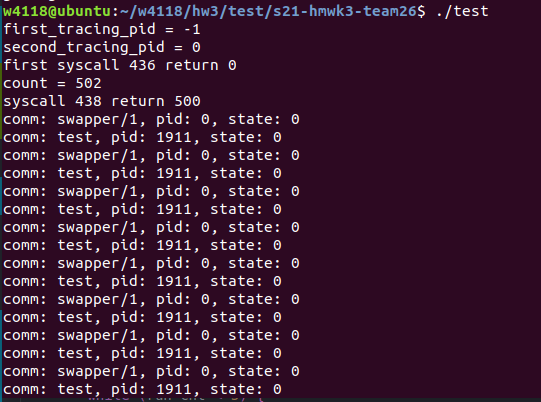 w4118@ubuntu:~/w4118/hw3/test/s21-hmwk3-team26$ ./test
first_tracing_pid = -1
second_tracing_pid = 0
first syscall 436 return 0
count = 502
syscall 438 return 500
comm: swapper/1, pid: 0, state: 0
comm: test, pid: 1911, state: 0
comm: swapper/1, pid: 0, state: 0
comm: test, pid: 1911, state: 0
comm: swapper/1, pid: 0, state: 0
comm: test, pid: 1911, state: 0
comm: swapper/1, pid: 0, state: 0
comm: test, pid: 1911, state: 0
comm: swapper/1, pid: 0, state: 0
comm: test, pid: 1911, state: 0
comm: swapper/1, pid: 0, state: 0
comm: test, pid: 1911, state: 0
comm: swapper/1, pid: 0, state: 0
comm: test, pid: 1911, state: 0
comm: swapper/1, pid: 0, state: 0
comm: test, pid: 1911, state: 0